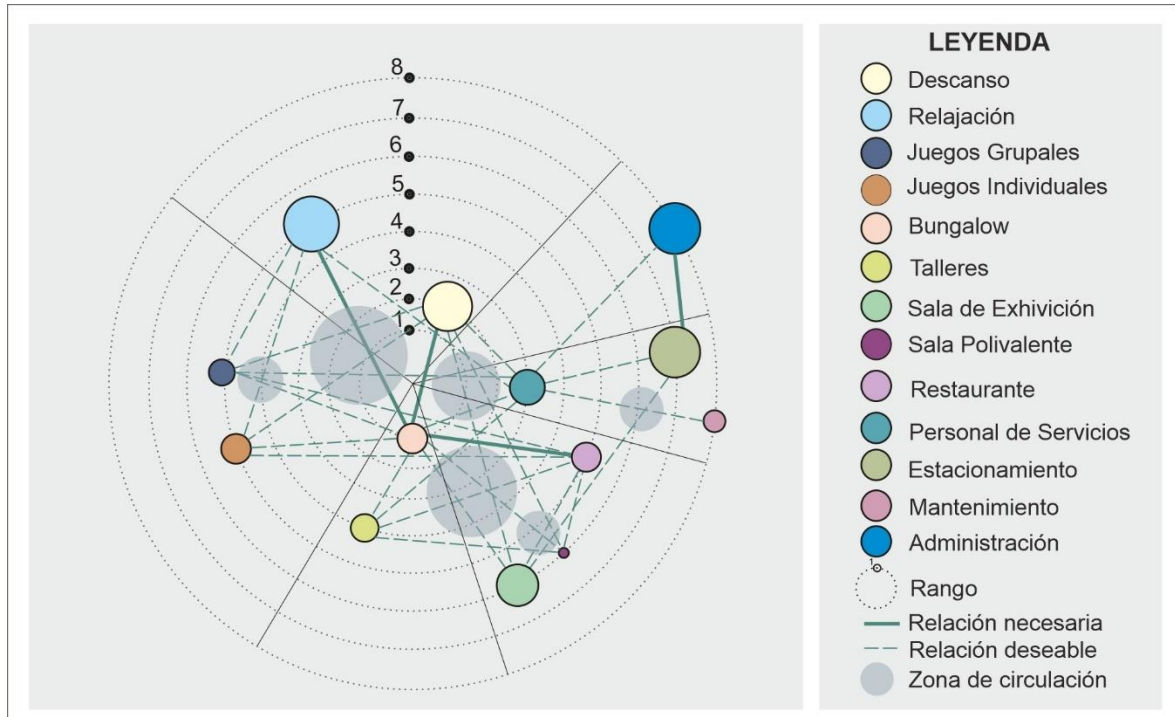 8
7
6
5
4
3
2
1
LEYENDA
Descanso
Relajación
Juegos Grupales
Juegos Individuales
Bungalow
Talleres
Sala de Exhivición
Sala Polivalente
Restaurante
Personal de Servicios
Estacionamiento
Mantenimiento
Administración
1
Rango
Relación necesaria
Relación deseable
Zona de circulación